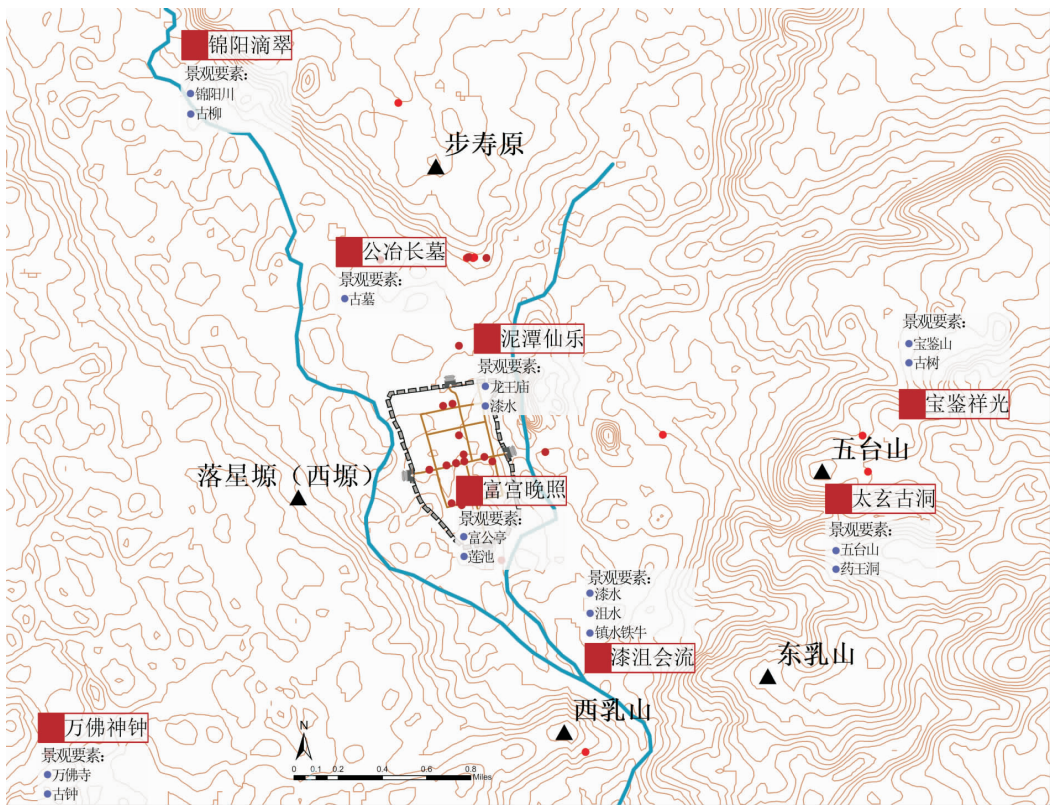 锦阳滴翠
景观要素：
锦阳川
古柳
步寿原
公冶长墓
景观要素：
古墓
泥潭仙乐
景观要素：
龙王庙
漆水
景观要素：
宝鉴山
古树
宝鉴祥光
五台山
落星塬（西塬）
富宫晚照
景观要素：
富公亭
莲池
太玄古洞
景观要素：
五台山
药王洞
景观要素：
漆水
沮水
镇水铁牛
漆沮会流
东乳山
西乳山
万佛神钟
景观要素：
万佛寺
古钟
N
0 0.1 0.2 0.4 0.6 0.8
Miles